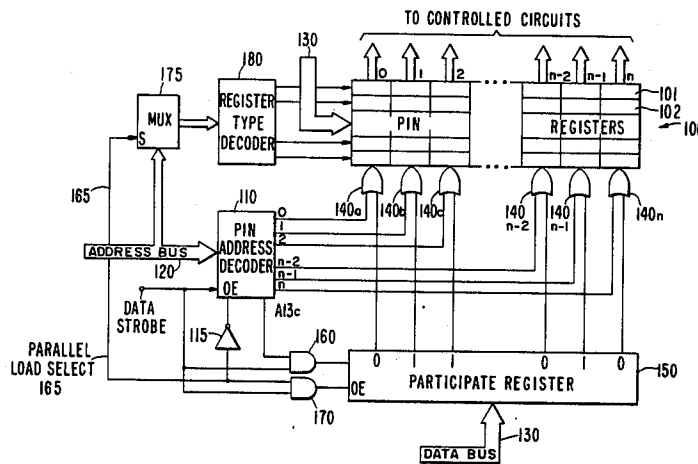 TO CONTROLLED CIRCUITS
130
180
175
0
1
2
n-2
n-1
n
101
102
MUX
S
REGISTER
TYPE
DECODER
PIN
REGISTERS
165
110
140a
140b
140c
140
n-2
140
n-1
140n
PIN
ADDRESS
DECODER
0
1
2
n-2
n-1
n
ADDRESS BUS
120
OE
DATA
STROBE
A13c
160
115
PARALLEL
LOAD SELECT
165
170
0
1
1
0
1
0
150
OE
PARTICIPATE REGISTER
130
DATA BUS